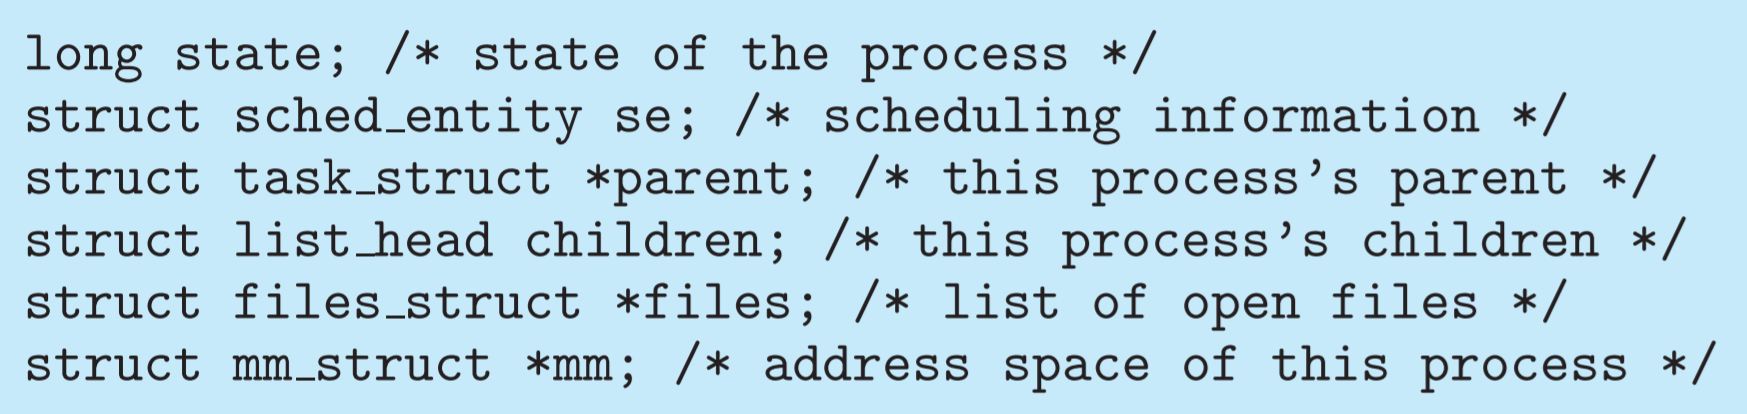 long state; /* state of the process */
struct sched_entity se; /* scheduling information */
struct task_struct *parent; /* this process’s parent */
struct list_head children; /* this process’s children */
struct files_struct *files; /* list of open files */
struct mm_struct *mm; /* address space of this process */